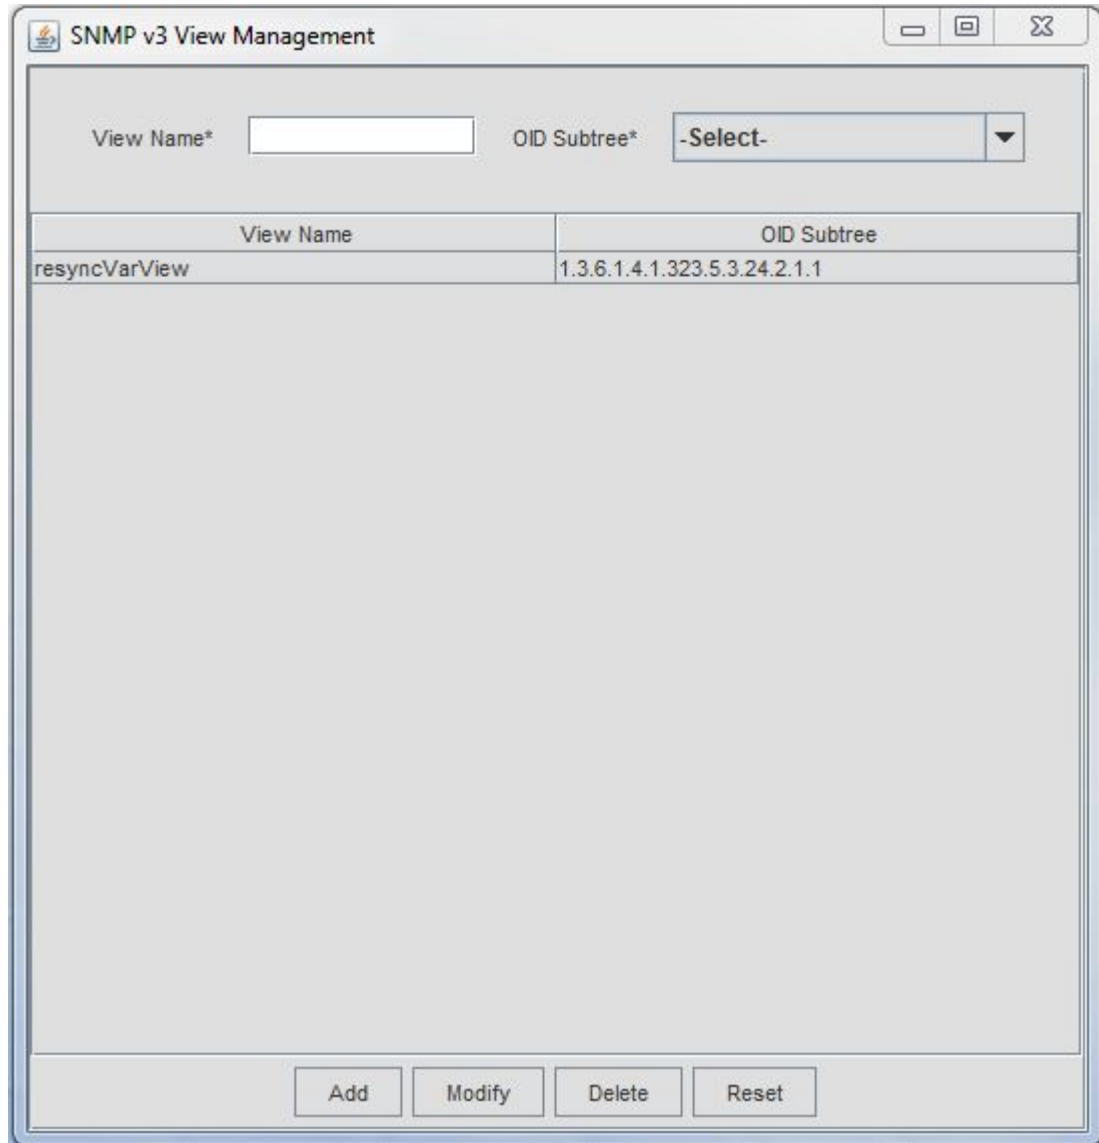 SNMP v3 View Management
View Name* OID Subtree* -Select-
View Name OID Subtree
resyncVarView 1.3.6.1.4.1.323.5.3.24.2.1.1
Add Modify Delete Reset